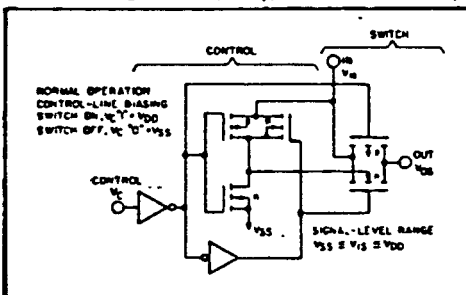 SWITCH
CONTROL
IN
Vis
NORMAL OPERATION
CONTROL-LINE BIASING
SWITCH ON, VC "1" = VDD
SWITCH OFF, VC "0" = VSS
OUT
VOS
CONTROL
VC
VSS
SIGNAL-LEVEL RANGE
VSS ≤ VIS ≤ VDD